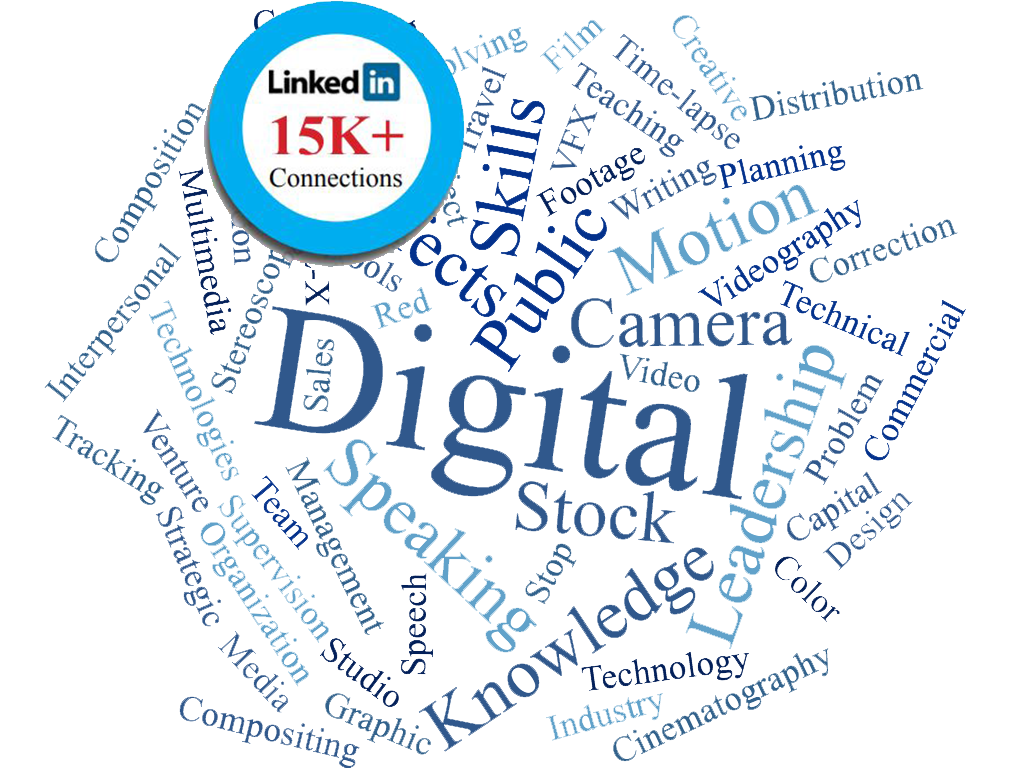 Linked in
15K+
Connections
Film
Creative
Time-lapse
Distribution
Travel
Teaching
VFX
Skills
Footage
Writing
Planning
Composition
Multimedia
Public
Motion
Videography
Correction
Interpersonal
Technologies
Red
Camera
Technical
Commercial
Sales
Digital
Video
Leadership
Problem
Tracking
Venture
Team
Management
Speaking
Stock
Capital
Design
Strategic
Organization
Supervision
Speech
Stop
Knowledge
Color
Media
Studio
Technology
Compositing
Graphic
Industry
Cinematography